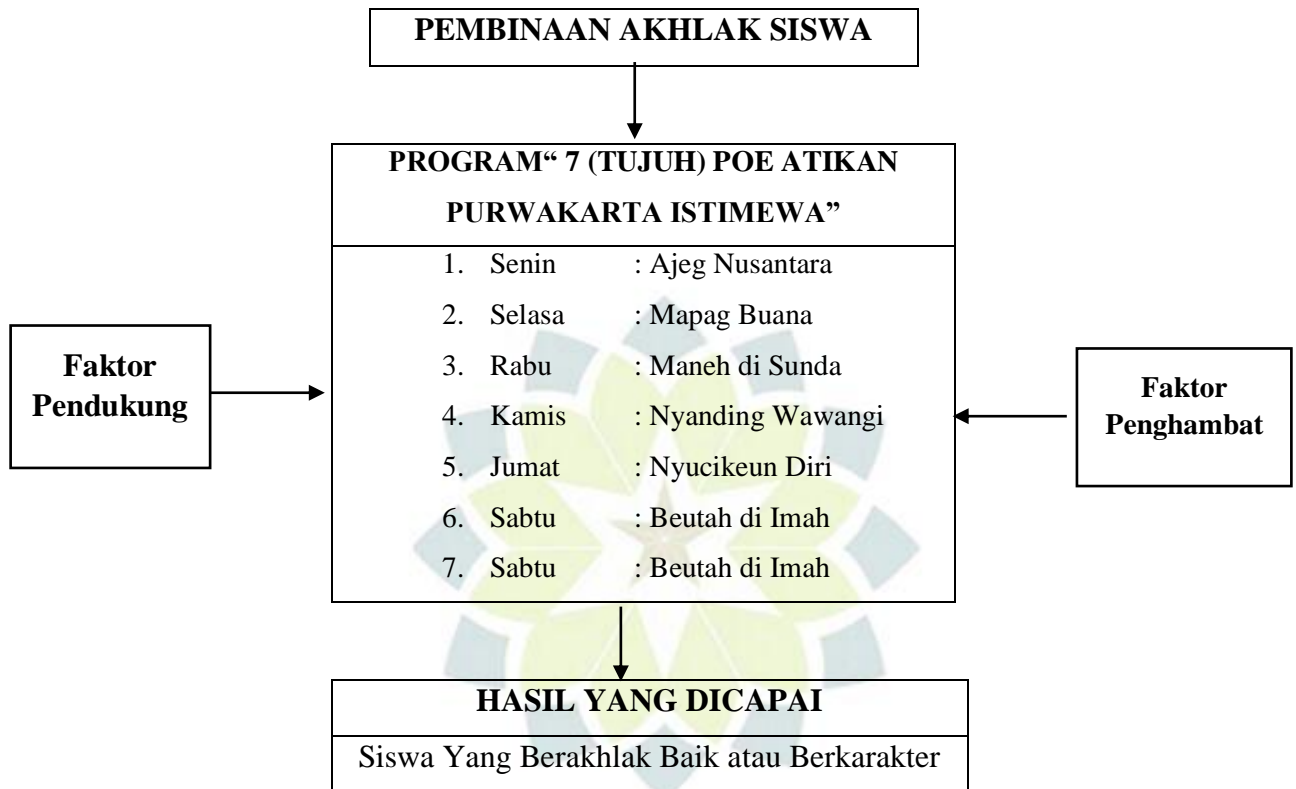 PEMBINAAN AKHLAK SISWA
PROGRAM“ 7 (TUJUH) POE ATIKAN
PURWAKARTA ISTIMEWA”
1. Senin : Ajeg Nusantara
2. Selasa : Mapag Buana
3. Rabu : Maneh di Sunda
4. Kamis : Nyanding Wawangi
5. Jumat : Nyucikeun Diri
6. Sabtu : Beutah di Imah
7. Sabtu : Beutah di Imah
Faktor
Pendukung
Faktor
Penghambat
HASIL YANG DICAPAI
Siswa Yang Berakhlak Baik atau Berkarakter